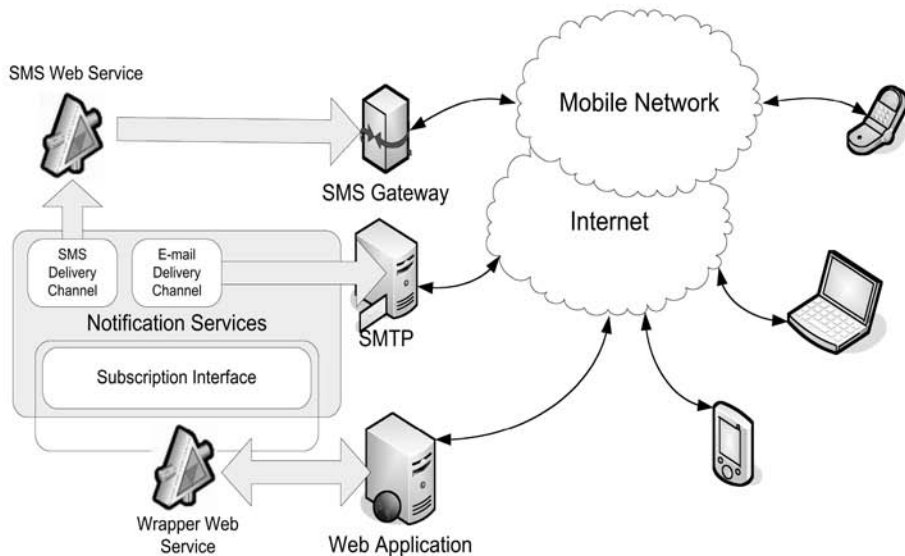 SMS Web Service
Mobile Network
SMS Gateway
Internet
SMS
Delivery
Channel
E-mail
Delivery
Channel
Notification Services
SMTP
Subscription Interface
Wrapper Web
Service
Web Application